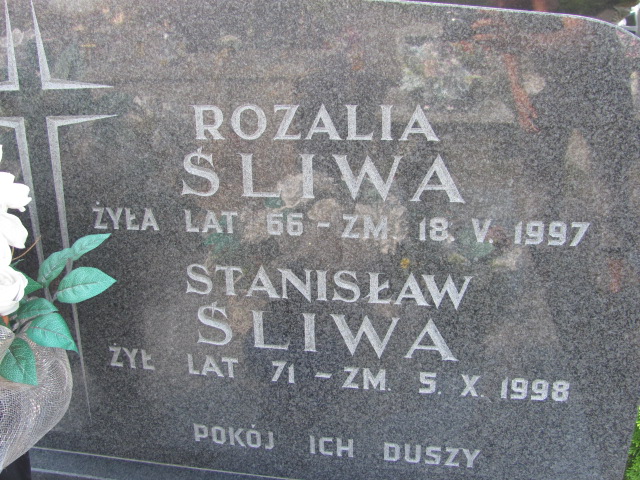 ROZALIA
ŚLIWA
ŻYŁA LAT 66 - ZM. 18. V. 1997
STANISŁAW
ŚLIWA
ŻYŁ LAT 71 - ZM. 5. X. 1998
POKÓJ ICH DUSZY